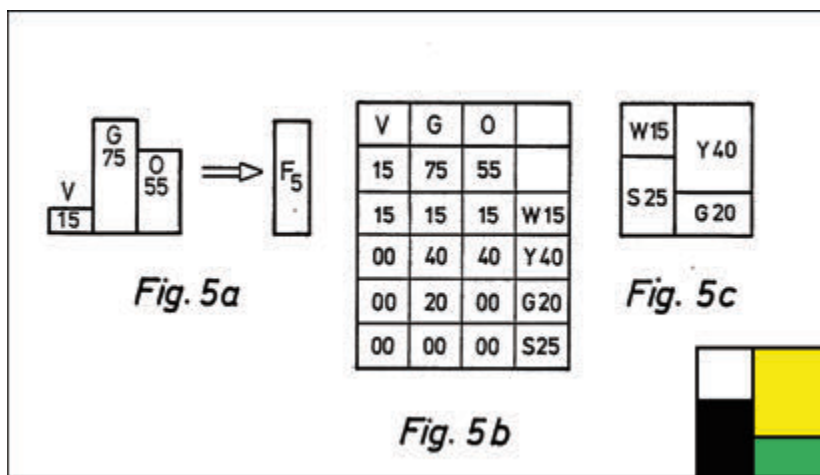 V
15
G
75
O
55
F5
Fig. 5a
V G O
15 75 55
15 15 15 W15
00 40 40 Y40
00 20 00 G20
00 00 00 S25
Fig. 5b
W15
Y40
S25
G20
Fig. 5c